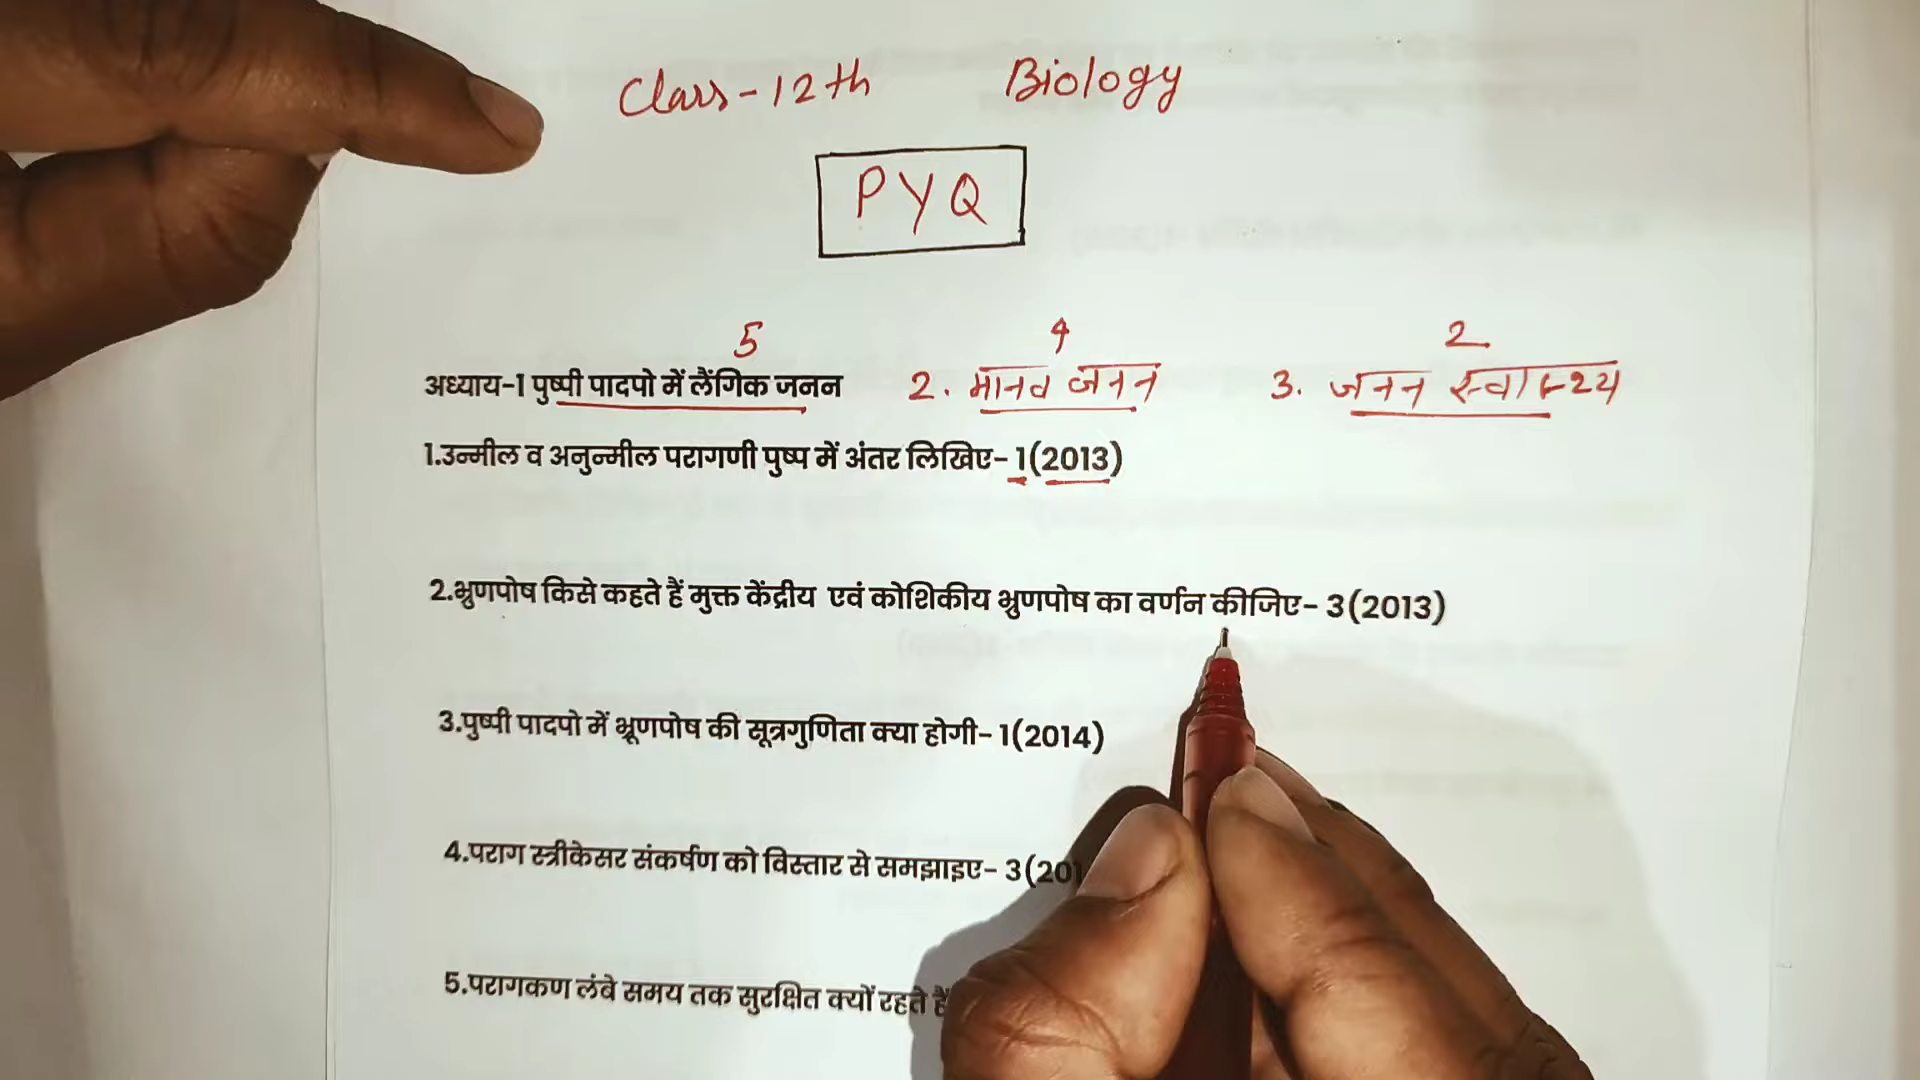 Class-12th Biology
PYQ
5 4 2
अध्याय-1 पुष्पी पादपो में लैंगिक जनन 2. मानव जनन 3. जनन स्वास्थ्य
1.उन्मील व अनुन्मील परागणी पुष्प में अंतर लिखिए- 1(2013)
2.भ्रुणपोष किसे कहते हैं मुक्त केंद्रीय एवं कोशिकीय भ्रुणपोष का वर्णन कीजिए- 3(2013)
3.पुष्पी पादपो में भ्रूणपोष की सूत्रगुणिता क्या होगी- 1(2014)
4.पराग स्त्रीकेसर संकर्षण को विस्तार से समझाइए- 3(201
5.परागकण लंबे समय तक सुरक्षित क्यों रहते हैं